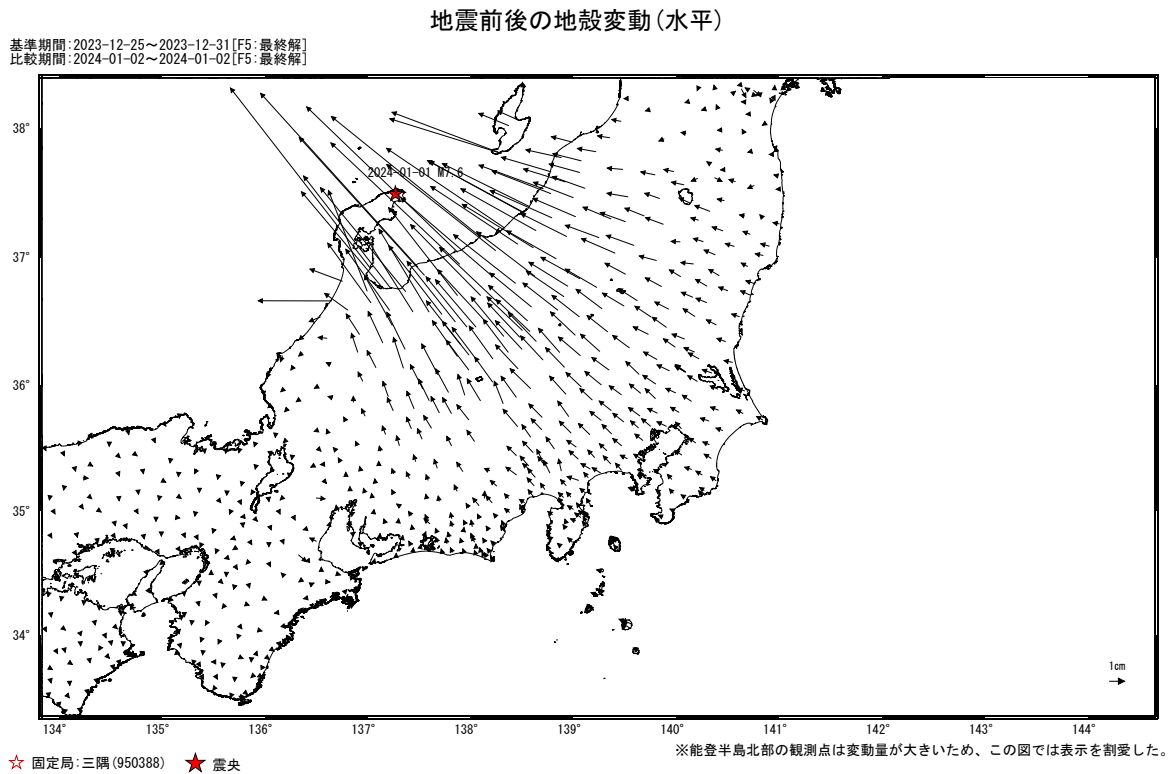 地震前後の地殻変動(水平)
基準期間:2023-12-25～2023-12-31[F5:最終解]
比較期間:2024-01-02～2024-01-02[F5:最終解]
38°
2024-01-01 M7.6
37°
36°
35°
34°
1cm
134° 135° 136° 137° 138° 139° 140° 141° 142° 143° 144°
※能登半島北部の観測点は変動量が大きいため、この図では表示を割愛した。
☆ 固定局:三隅(950388) ★ 震央